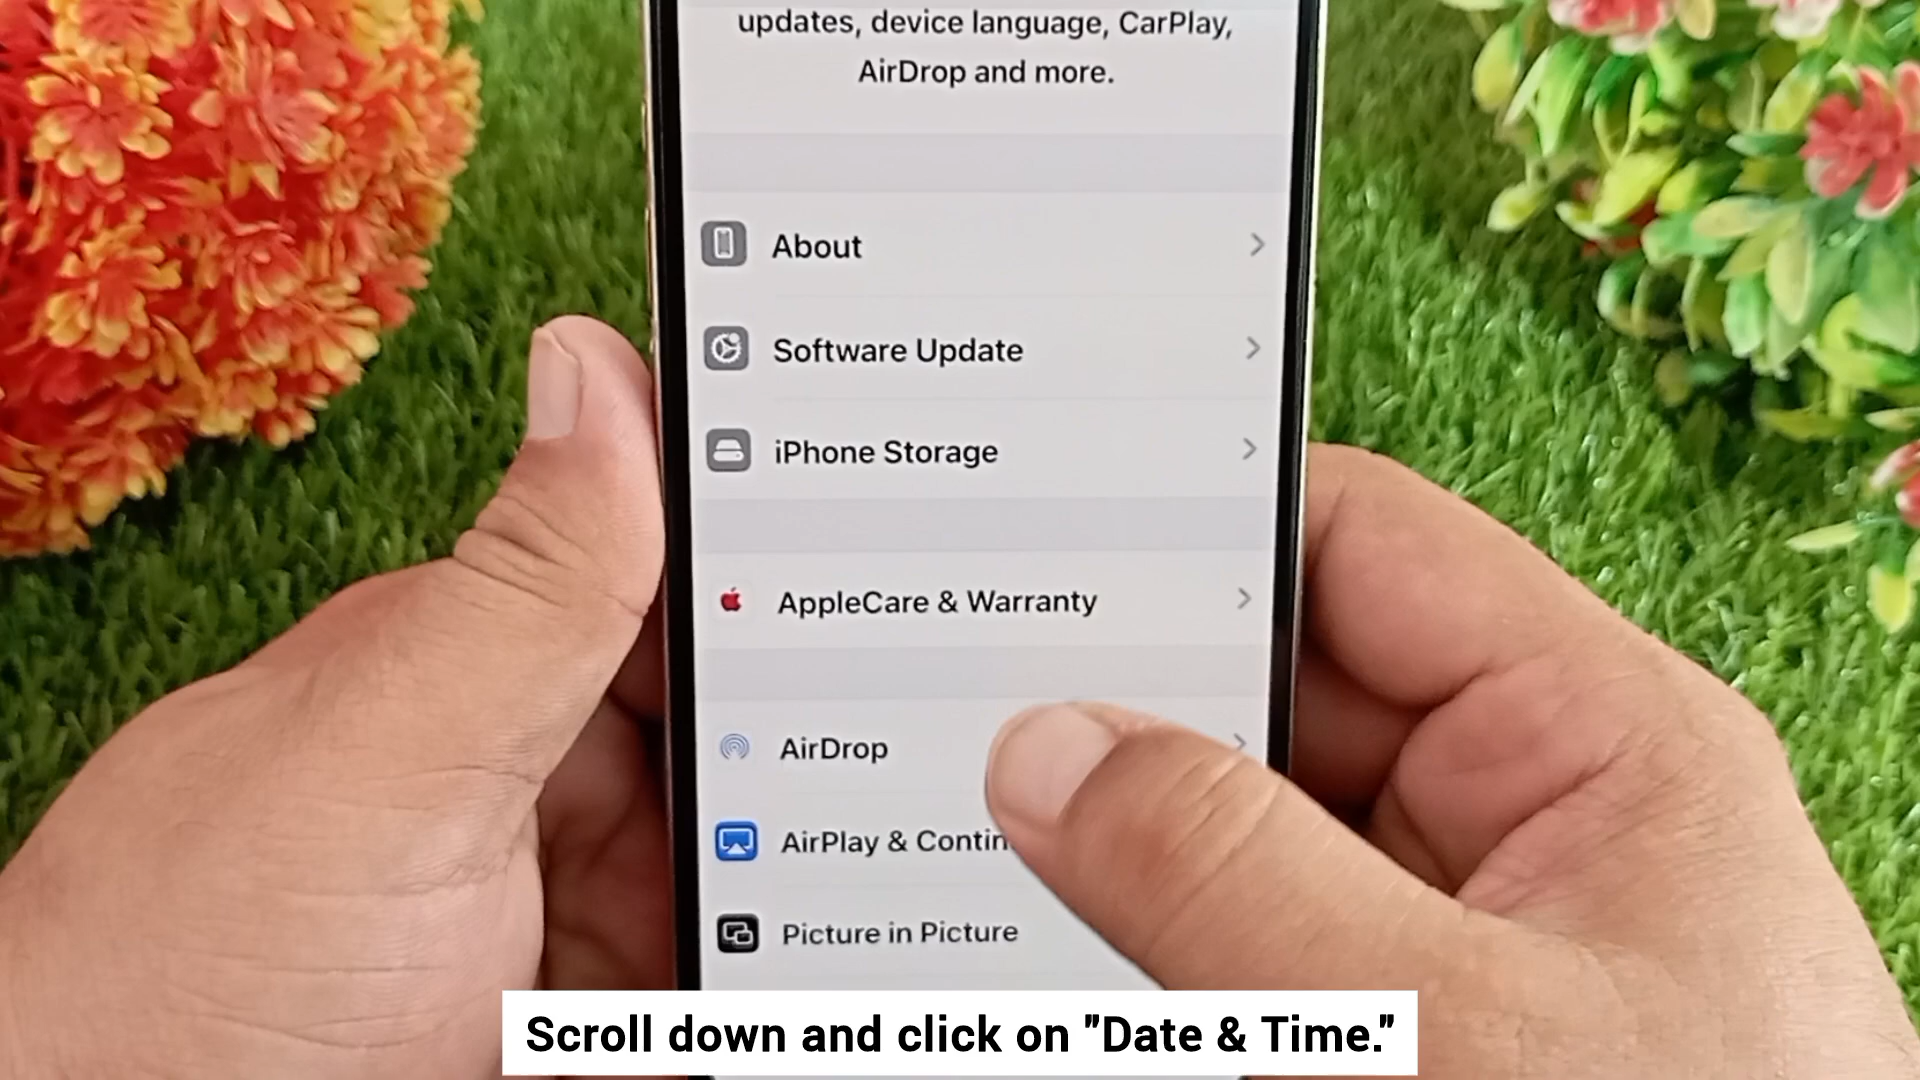 updates, device language, CarPlay,
AirDrop and more.
About
Software Update
iPhone Storage
AppleCare & Warranty
AirDrop
AirPlay & Contin
Picture in Picture
Scroll down and click on "Date & Time."